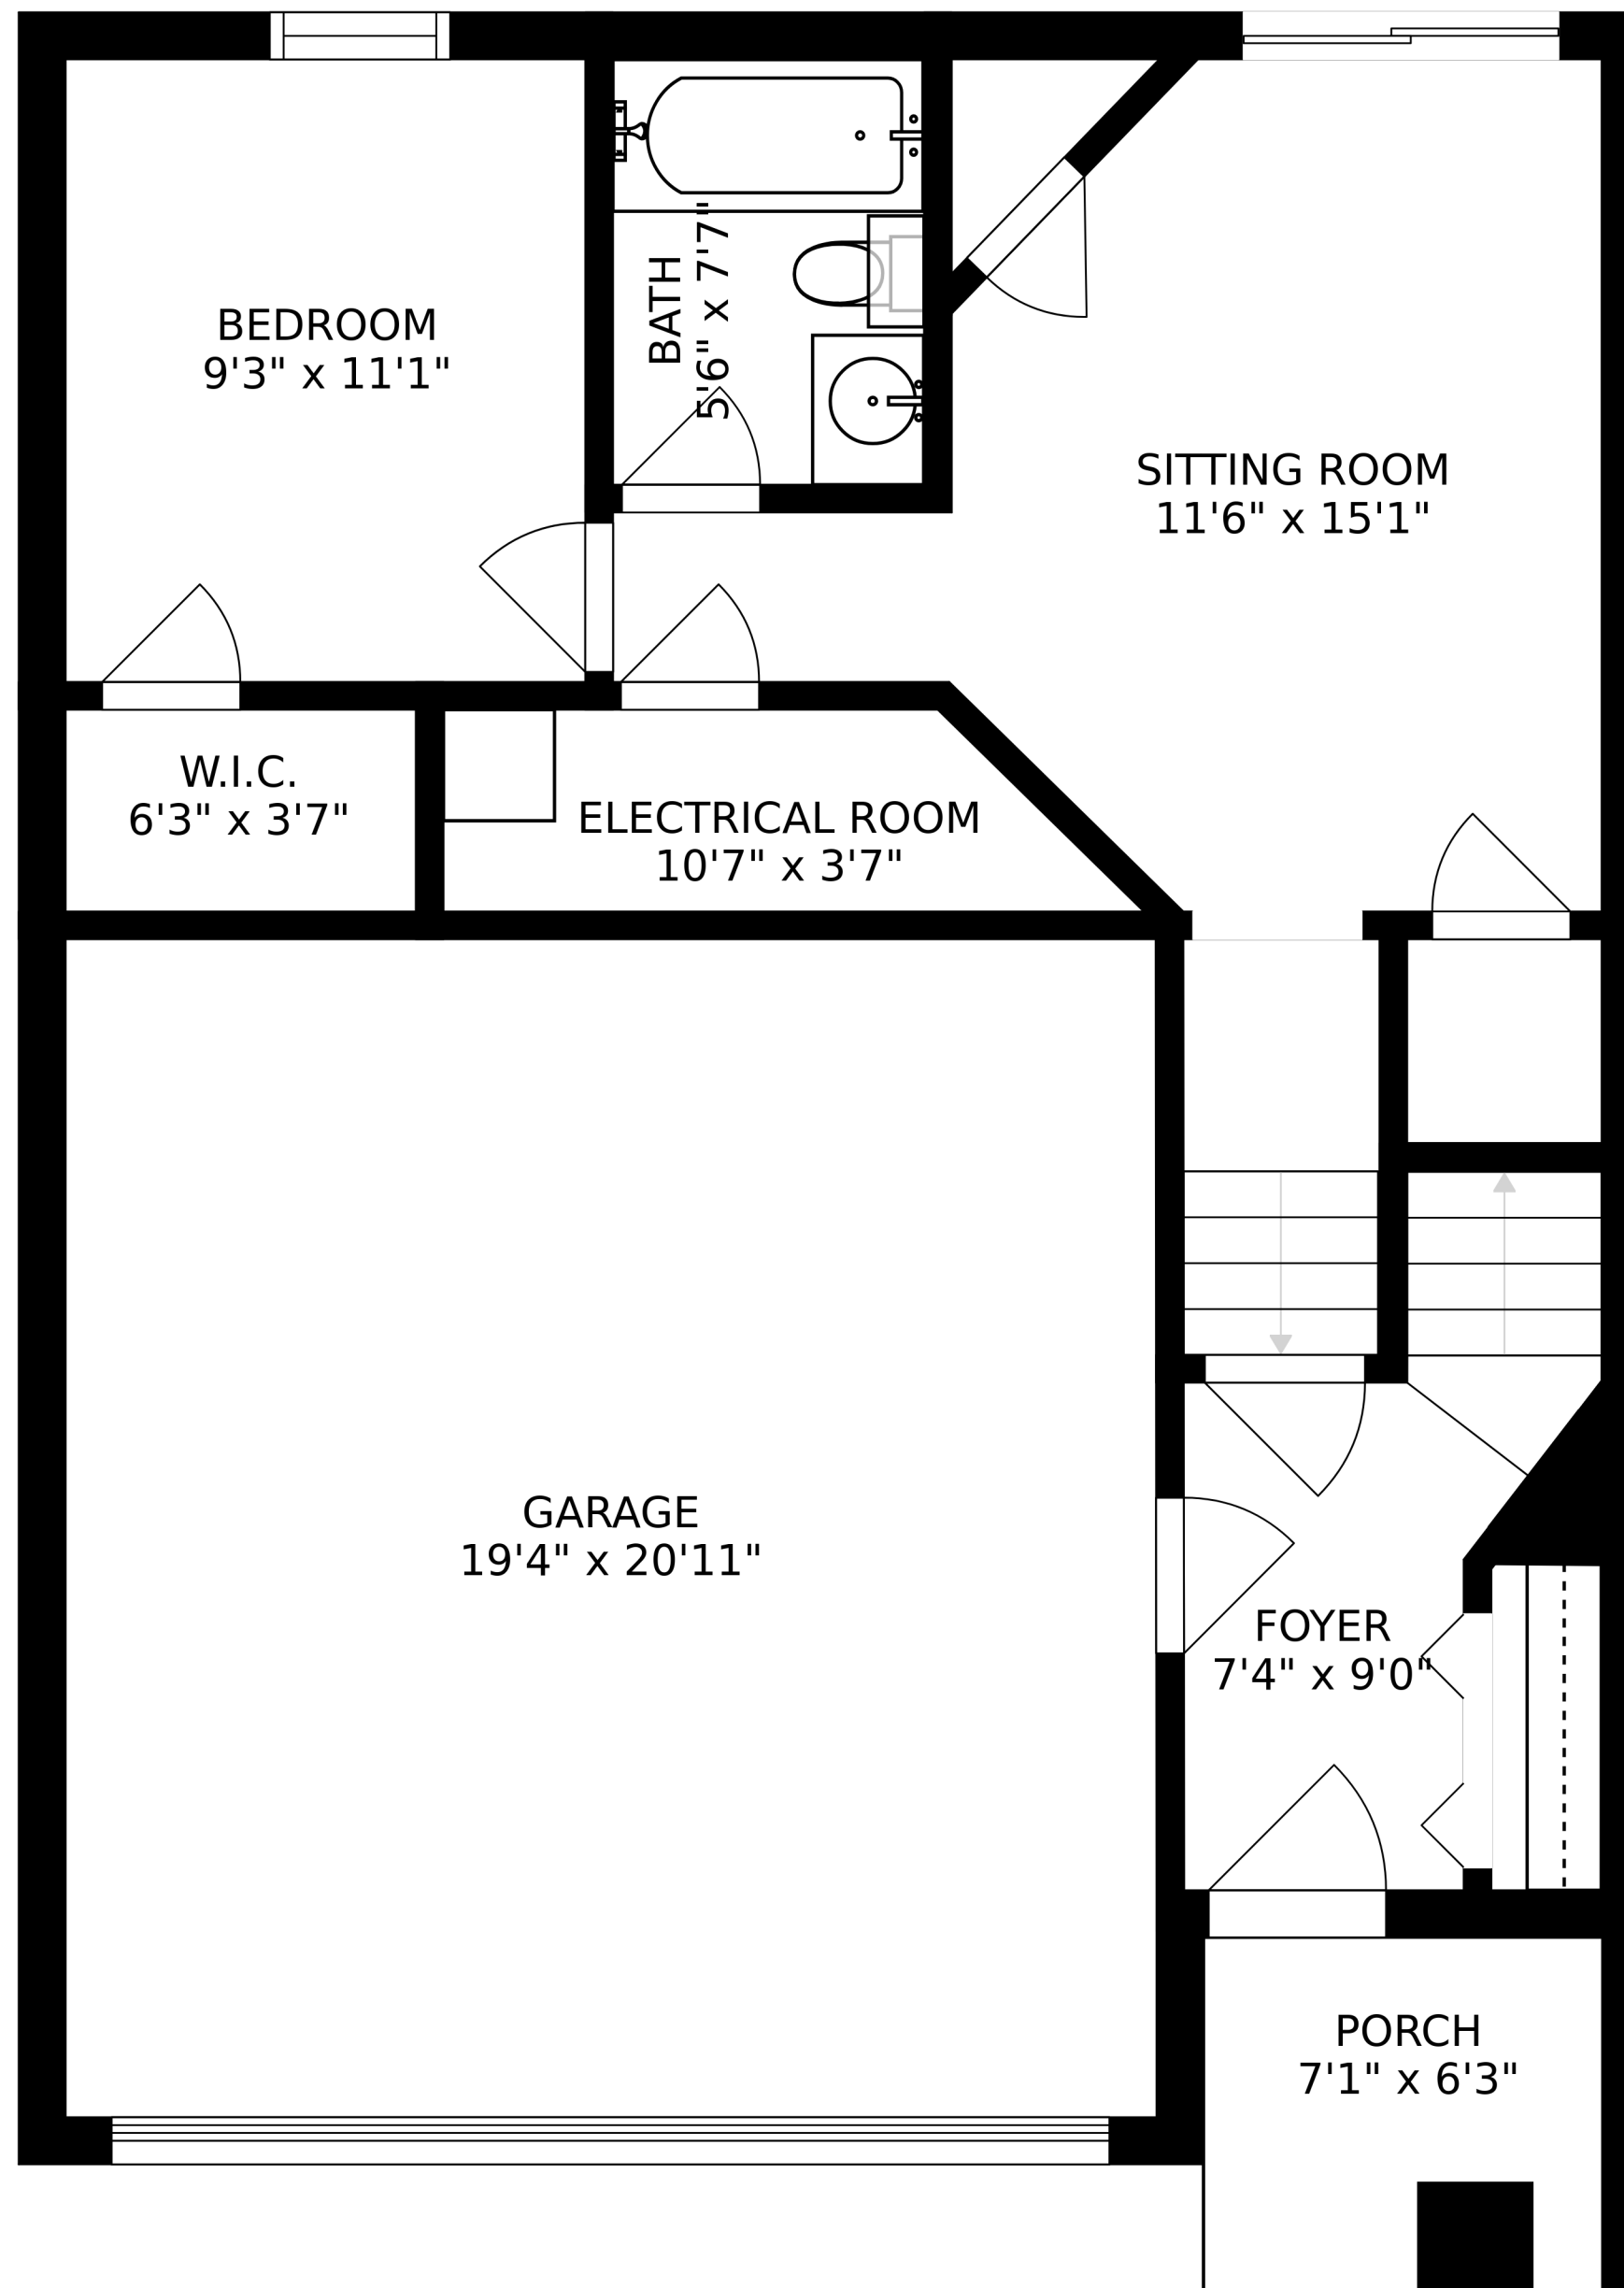 BEDROOM
9'3" x 11'1"
BATH
5'6" x 7'7"
SITTING ROOM
11'6" x 15'1"
W.I.C.
6'3" x 3'7"
ELECTRICAL ROOM
10'7" x 3'7"
GARAGE
19'4" x 20'11"
FOYER
7'4" x 9'0"
PORCH
7'1" x 6'3"